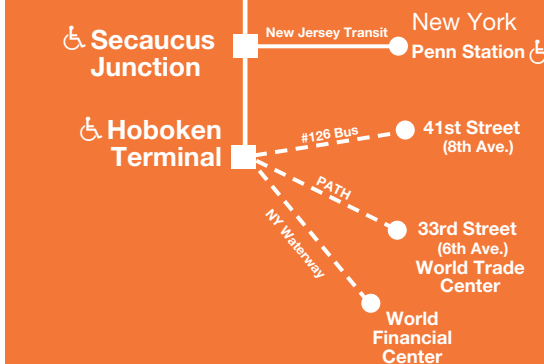 Secaucus
Junction
New Jersey Transit
New York
Penn Station
Hoboken
Terminal
#126 Bus
41st Street
(8th Ave.)
PATH
33rd Street
(6th Ave.)
World Trade
Center
NY Waterway
World
Financial
Center